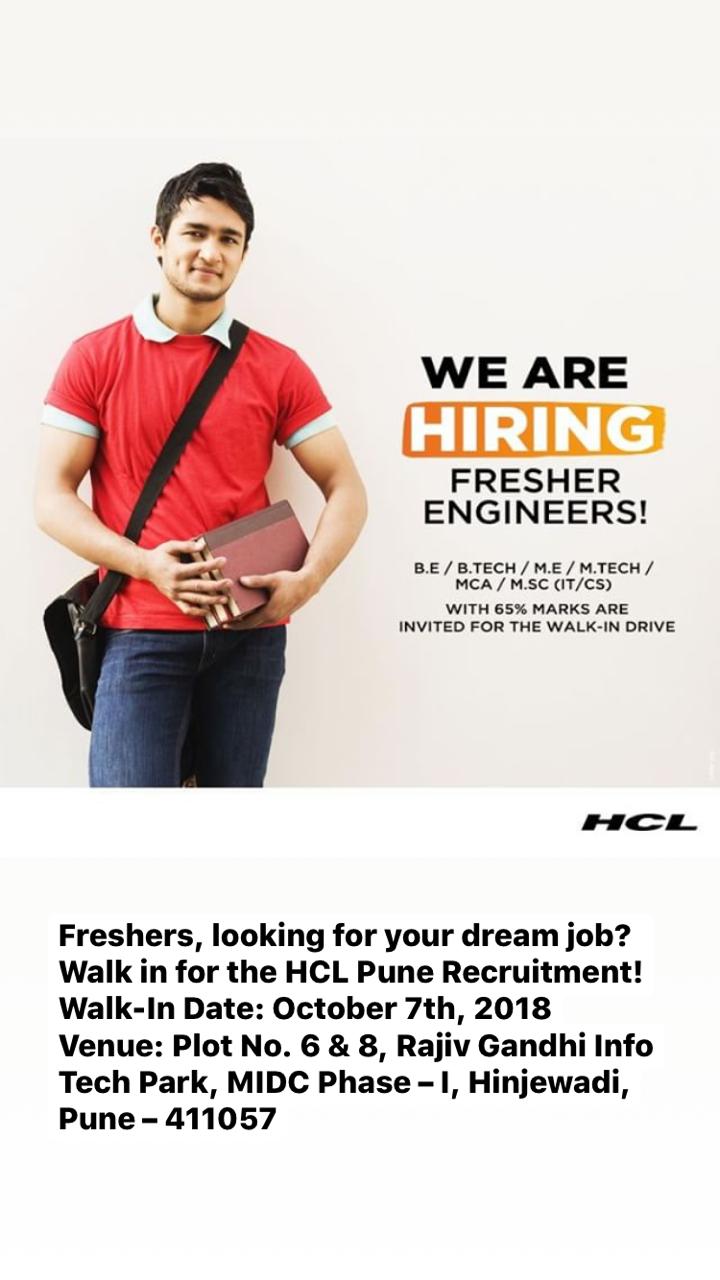 WE ARE
HIRING
FRESHER
ENGINEERS!
B.E / B.TECH / M.E / M.TECH /
MCA / M.SC (IT/CS)
WITH 65% MARKS ARE
INVITED FOR THE WALK-IN DRIVE
HCL
Freshers, looking for your dream job?
Walk in for the HCL Pune Recruitment!
Walk-In Date: October 7th, 2018
Venue: Plot No. 6 & 8, Rajiv Gandhi Info
Tech Park, MIDC Phase – I, Hinjewadi,
Pune – 411057